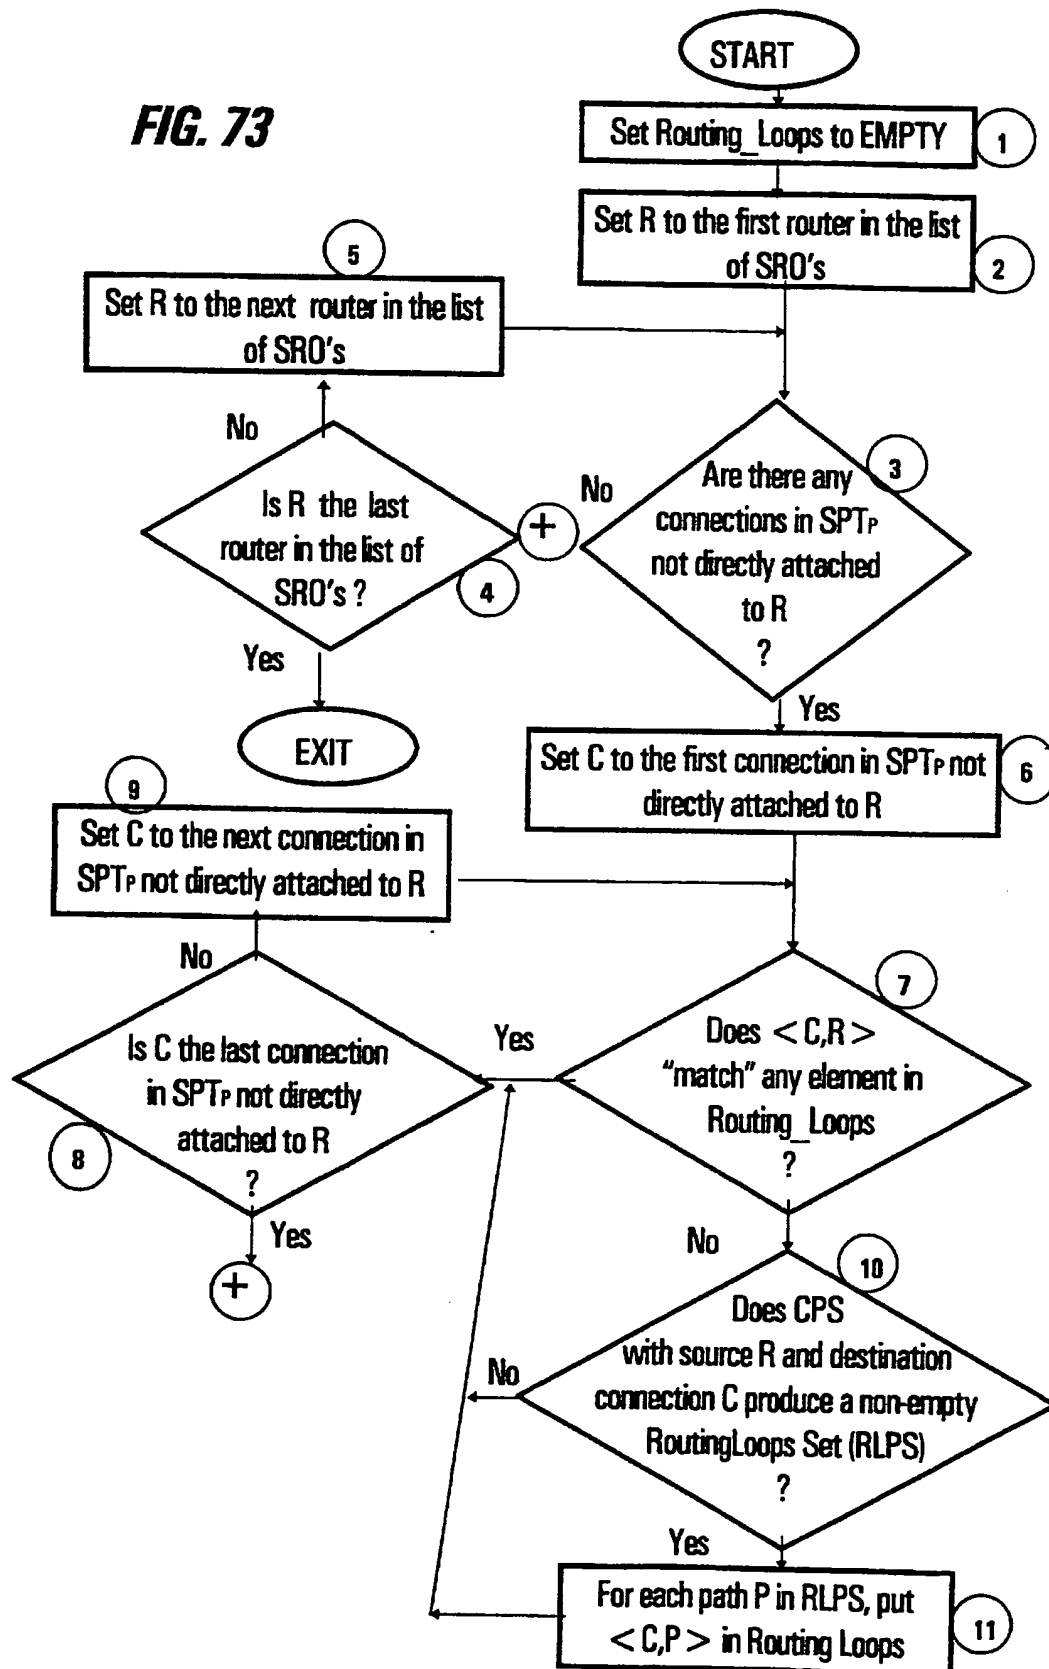 FIG. 73
START
Set Routing_Loops to EMPTY
1
Set R to the first router in the list
of SRO's
2
5
Set R to the next router in the list
of SRO's
No
Is R the last
router in the list of
SRO's ?
4
+
Yes
EXIT
No
3
Are there any
connections in SPTP
not directly attached
to R
?
Yes
Set C to the first connection in SPTP not
directly attached to R
6
9
Set C to the next connection in
SPTP not directly attached to R
No
Is C the last connection
in SPTP not directly
attached to R
?
8
Yes
+
Yes
7
Does < C,R >
"match" any element in
Routing_Loops
?
No
10
Does CPS
with source R and destination
connection C produce a non-empty
RoutingLoops Set (RLPS)
?
No
Yes
For each path P in RLPS, put
< C,P > in Routing Loops
11